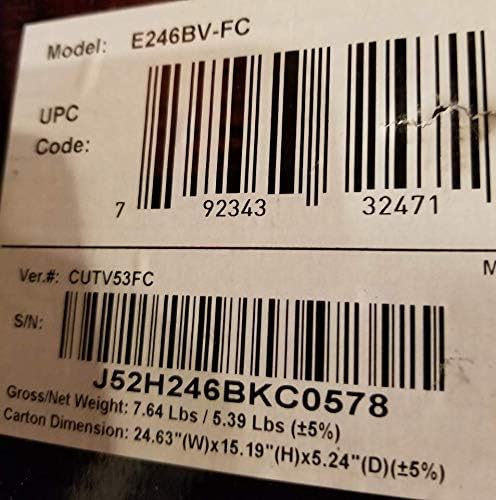 Model: E246BV-FC
UPC
Code:
7 92343 32471
M
Ver.#: CUTV53FC
S/N:
J52H246BKC0578
Gross/Net Weight: 7.64 Lbs / 5.39 Lbs (±5%)
Carton Dimension: 24.63"(W)x15.19"(H)x5.24"(D)(±5%)